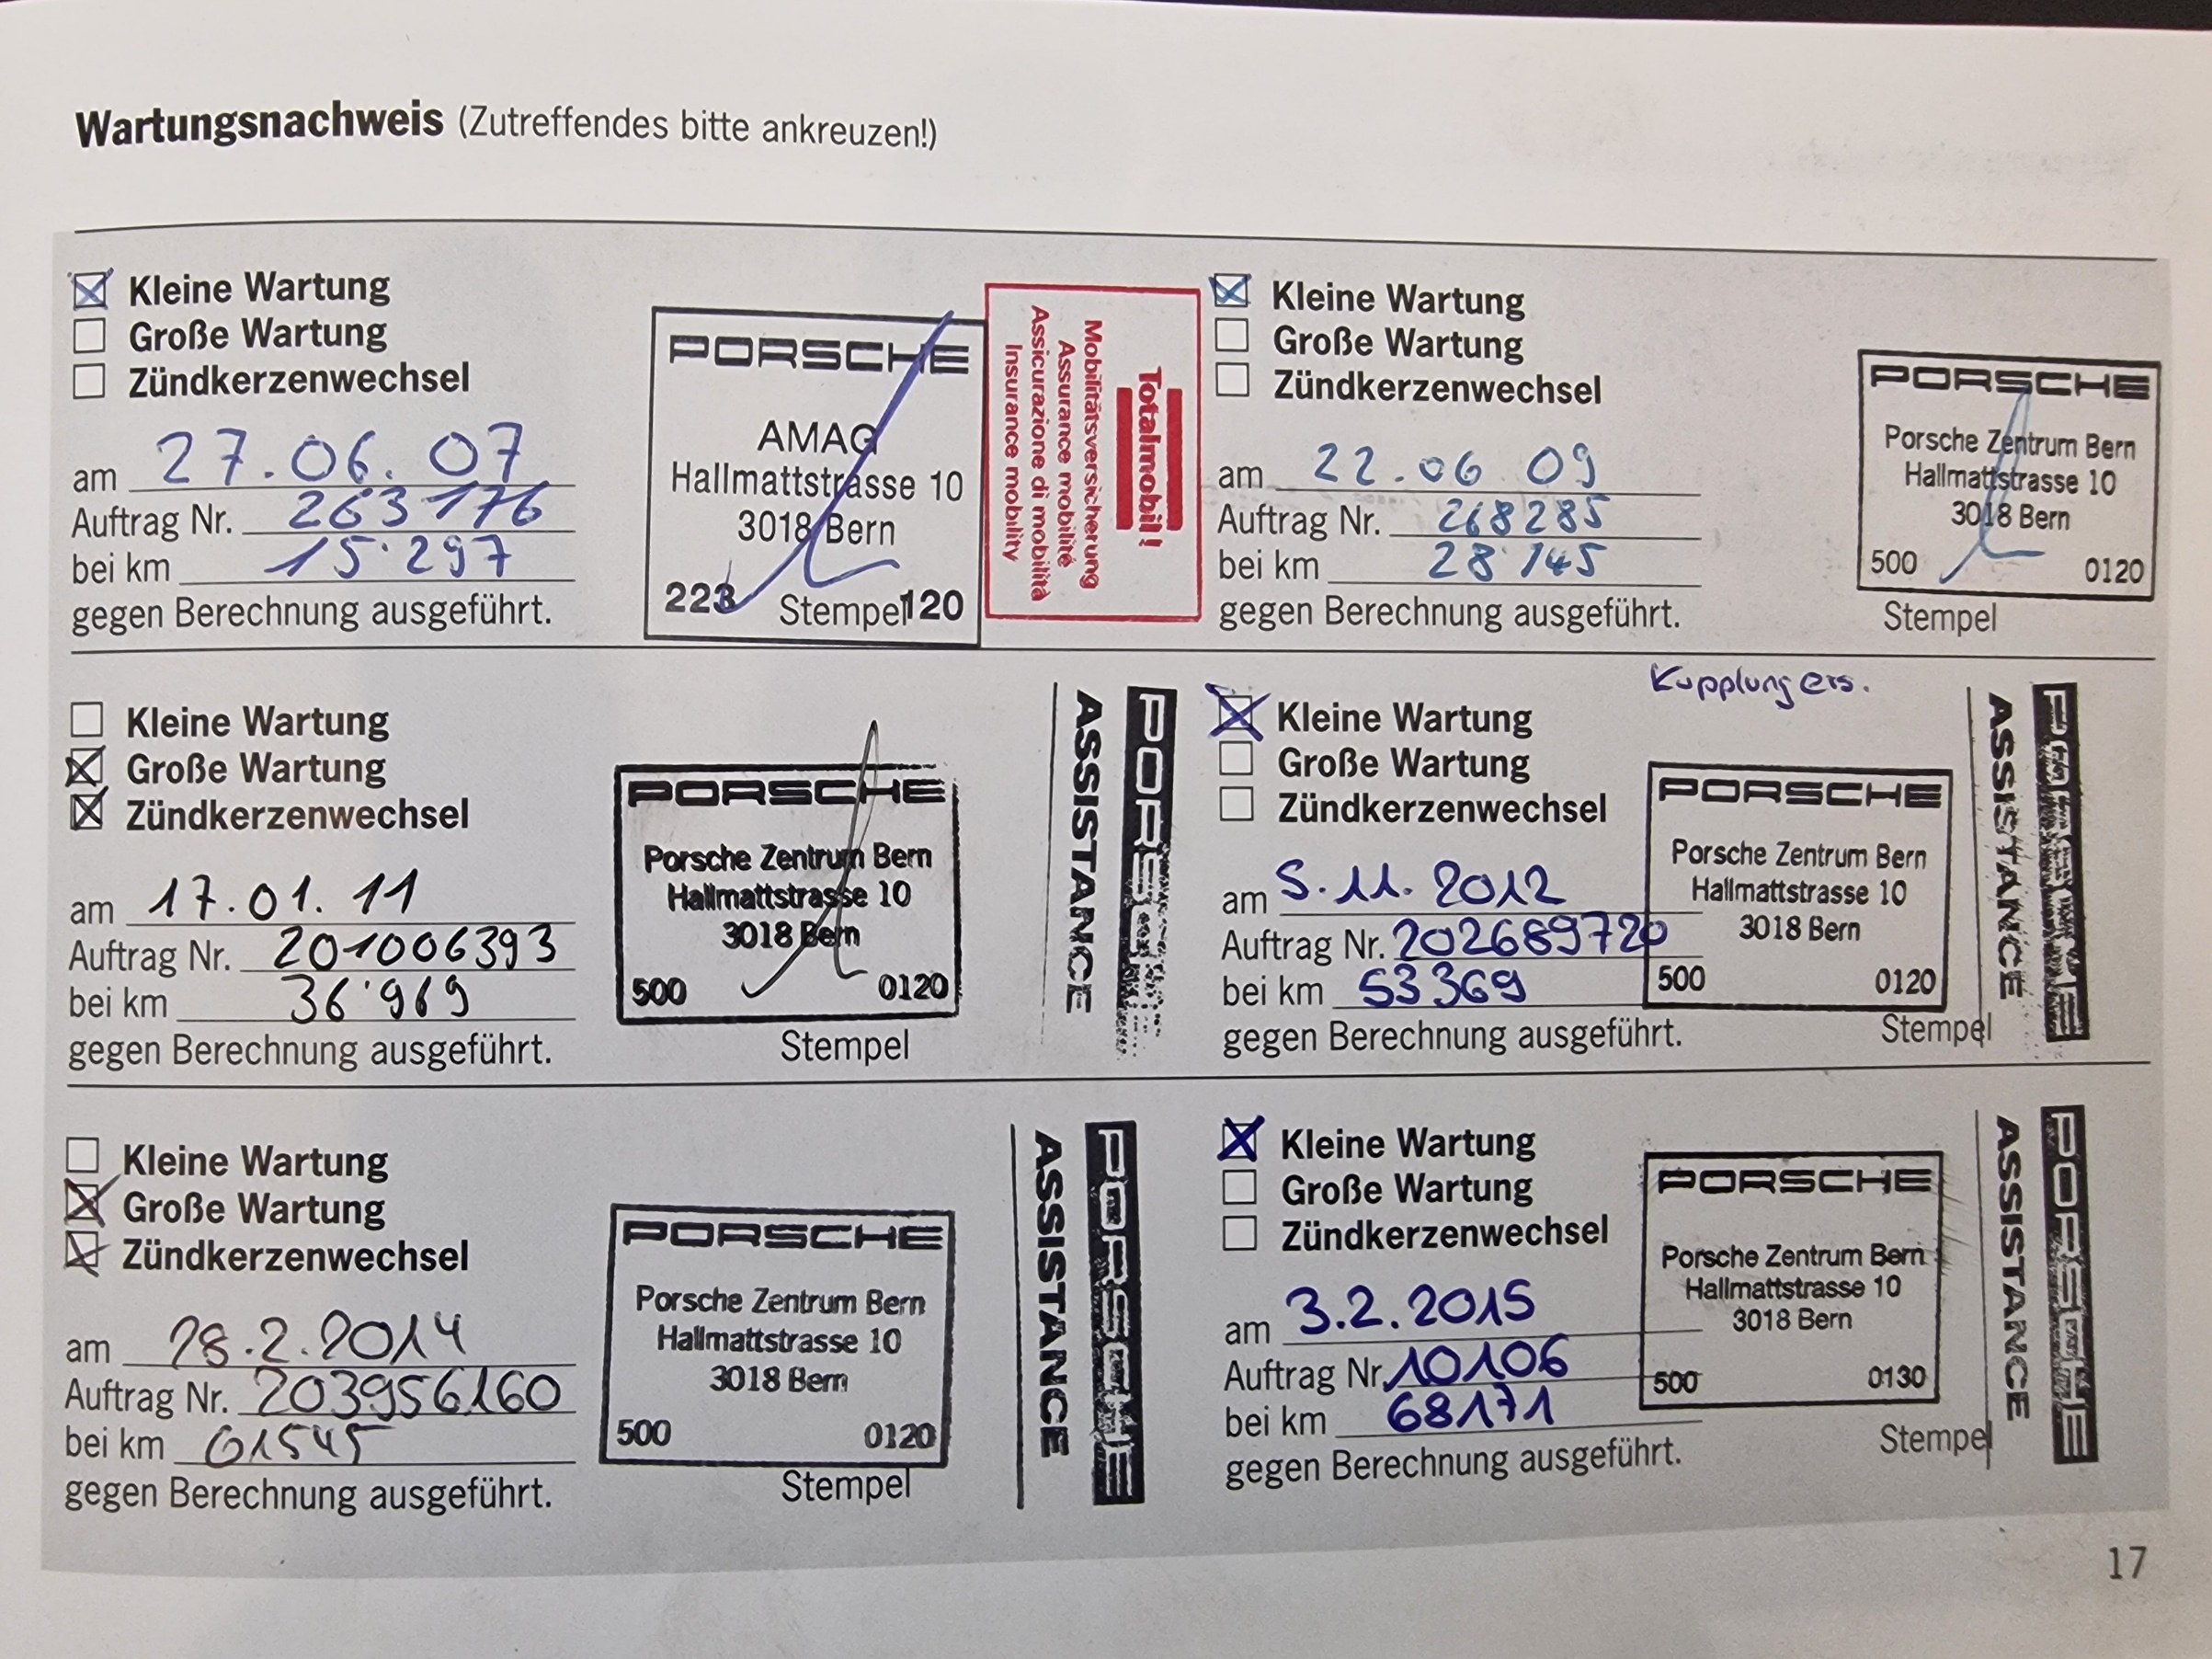 Wartungsnachweis (Zutreffendes bitte ankreuzen!)
Kleine Wartung
Große Wartung
Zündkerzenwechsel
am 27.06.07
Auftrag Nr. 263176
bei km 15'297
gegen Berechnung ausgeführt.
PORSCHE
AMAG
Hallmattstrasse 10
3018 Bern
223 Stempel 120
Totalmobil!
Mobilitätsversicherung
Assurance mobilité
Assicurazione di mobilità
Insurance mobility
Kleine Wartung
Große Wartung
Zündkerzenwechsel
am 22.06 09
Auftrag Nr. 268285
bei km 28'145
gegen Berechnung ausgeführt.
PORSCHE
Porsche Zentrum Bern
Hallmattstrasse 10
3018 Bern
500 0120
Stempel
Kleine Wartung
Große Wartung
Zündkerzenwechsel
am 17.01.11
Auftrag Nr. 201006393
bei km 36'969
gegen Berechnung ausgeführt.
PORSCHE
Porsche Zentrum Bern
Hallmattstrasse 10
3018 Bern
500 0120
Stempel
PORSCHE
ASSISTANCE
Kupplung ers.
Kleine Wartung
Große Wartung
Zündkerzenwechsel
am 5.11.2012
Auftrag Nr. 202689720
bei km 53369
gegen Berechnung ausgeführt.
PORSCHE
Porsche Zentrum Bern
Hallmattstrasse 10
3018 Bern
500 0120
Stempel
PORSCHE
ASSISTANCE
Kleine Wartung
Große Wartung
Zündkerzenwechsel
am 28.2.2014
Auftrag Nr. 203956160
bei km 61545
gegen Berechnung ausgeführt.
PORSCHE
Porsche Zentrum Bern
Hallmattstrasse 10
3018 Bern
500 0120
Stempel
PORSCHE
ASSISTANCE
Kleine Wartung
Große Wartung
Zündkerzenwechsel
am 3.2.2015
Auftrag Nr. 10106
bei km 68171
gegen Berechnung ausgeführt.
PORSCHE
Porsche Zentrum Bern
Hallmattstrasse 10
3018 Bern
500 0130
Stempel
PORSCHE
ASSISTANCE
17